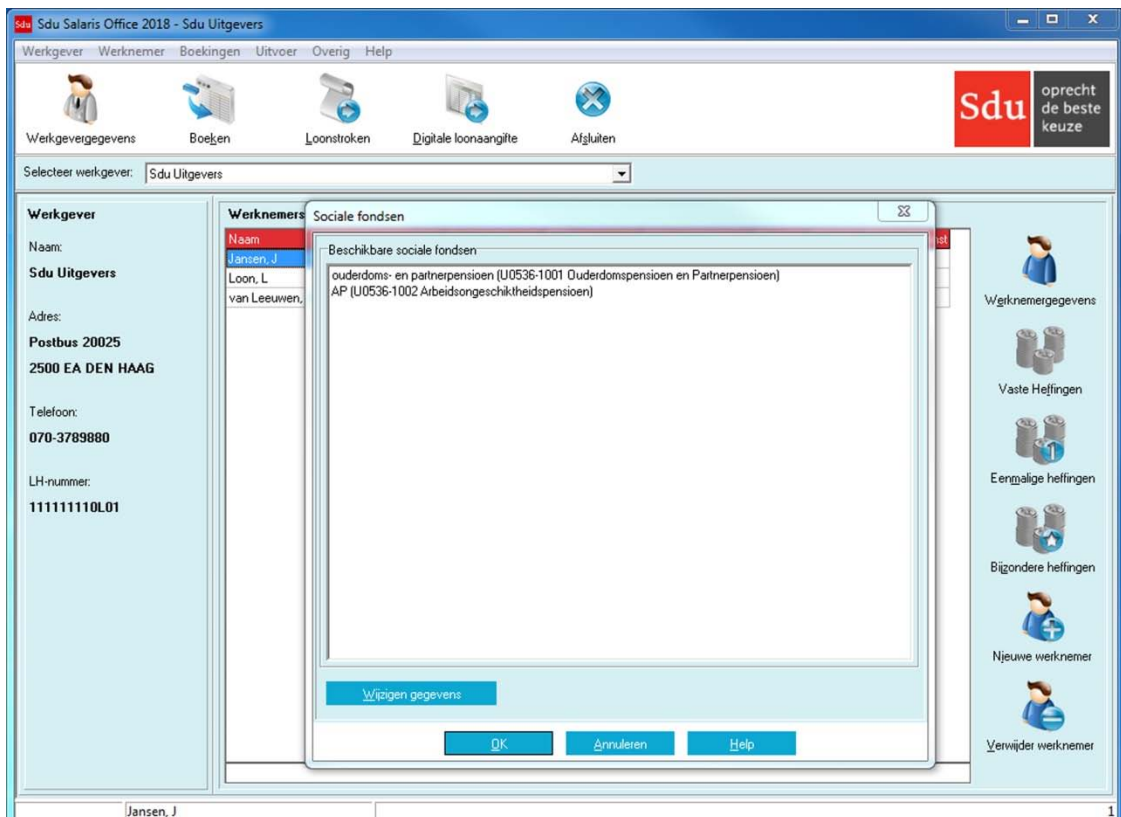 Sdu Sdu Salaris Office 2018 - Sdu Uitgevers
Werkgever Werknemer Boekingen Uitvoer Overig Help
Werkgevergegevens Boeken Loonstroken Digitale loonaangifte Afsluiten
Sdu
oprecht
de beste
keuze
Selecteer werkgever: Sdu Uitgevers
Werkgever
Naam:
Sdu Uitgevers
Adres:
Postbus 20025
2500 EA DEN HAAG
Telefoon:
070-3789880
LH-nummer:
111111110L01
Werknemers
Naam
Jansen, J
Loon, L
van Leeuwen,
Sociale fondsen
Beschikbare sociale fondsen
ouderdoms- en partnerpensioen (U0536-1001 Ouderdomspensioen en Partnerpensioen)
AP (U0536-1002 Arbeidsongeschiktheidspensioen)
Wijzigen gegevens
OK Annuleren Help
Werknemergegevens
Vaste Heffingen
Eenmalige heffingen
Bijzondere heffingen
Nieuwe werknemer
Verwijder werknemer
Jansen, J
1